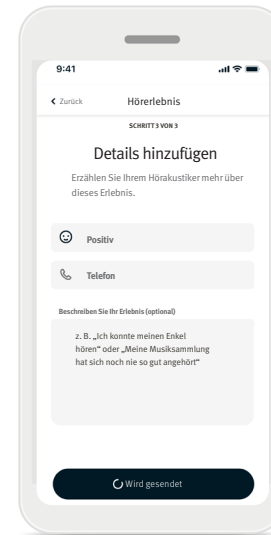 9:41
Zurück Hörerlebnis
SCHRITT 3 VON 3
Details hinzufügen
Erzählen Sie Ihrem Hörakustiker mehr über
dieses Erlebnis.
Positiv
Telefon
Beschreiben Sie Ihr Erlebnis (optional)
z. B. „Ich konnte meinen Enkel
hören“ oder „Meine Musiksammlung
hat sich noch nie so gut angehört“
Wird gesendet